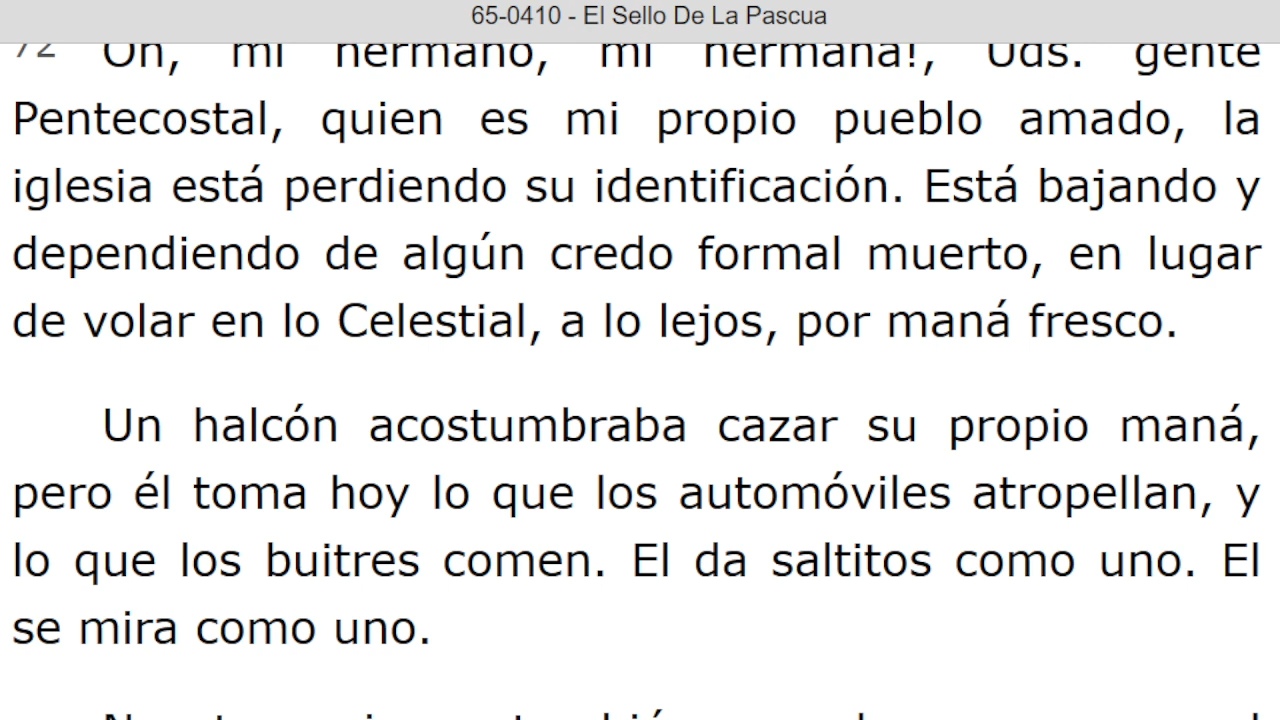 65-0410 - El Sello De La Pascua
72 Oh, mi hermano, mi hermana!, Uds. gente
Pentecostal, quien es mi propio pueblo amado, la
iglesia está perdiendo su identificación. Está bajando y
dependiendo de algún credo formal muerto, en lugar
de volar en lo Celestial, a lo lejos, por maná fresco.
Un halcón acostumbraba cazar su propio maná,
pero él toma hoy lo que los automóviles atropellan, y
lo que los buitres comen. El da saltitos como uno. El
se mira como uno.